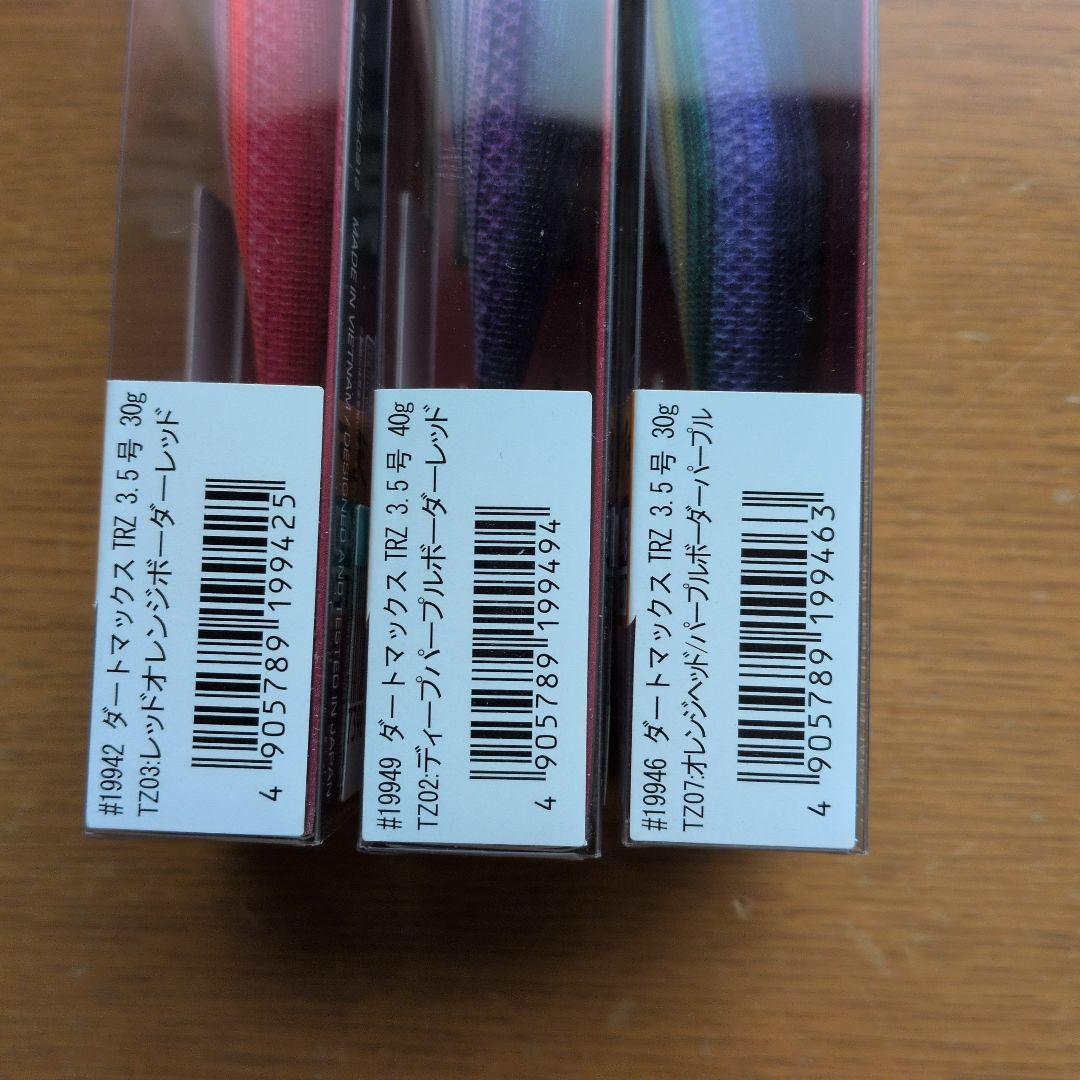 #19942 ダートマックス TRZ 3.5号 30g
TZ03:レッドオレンジボーダーレッド
4 905789 199425
MADE IN VIETNAM / DESIGNED AND TESTED IN JAPAN
#19949 ダートマックス TRZ 3.5号 40g
TZ02:ディープパープルボーダーレッド
4 905789 199494
#19946 ダートマックス TRZ 3.5号 30g
TZ07:オレンジヘッド/パープルボーダーパープル
4 905789 199463